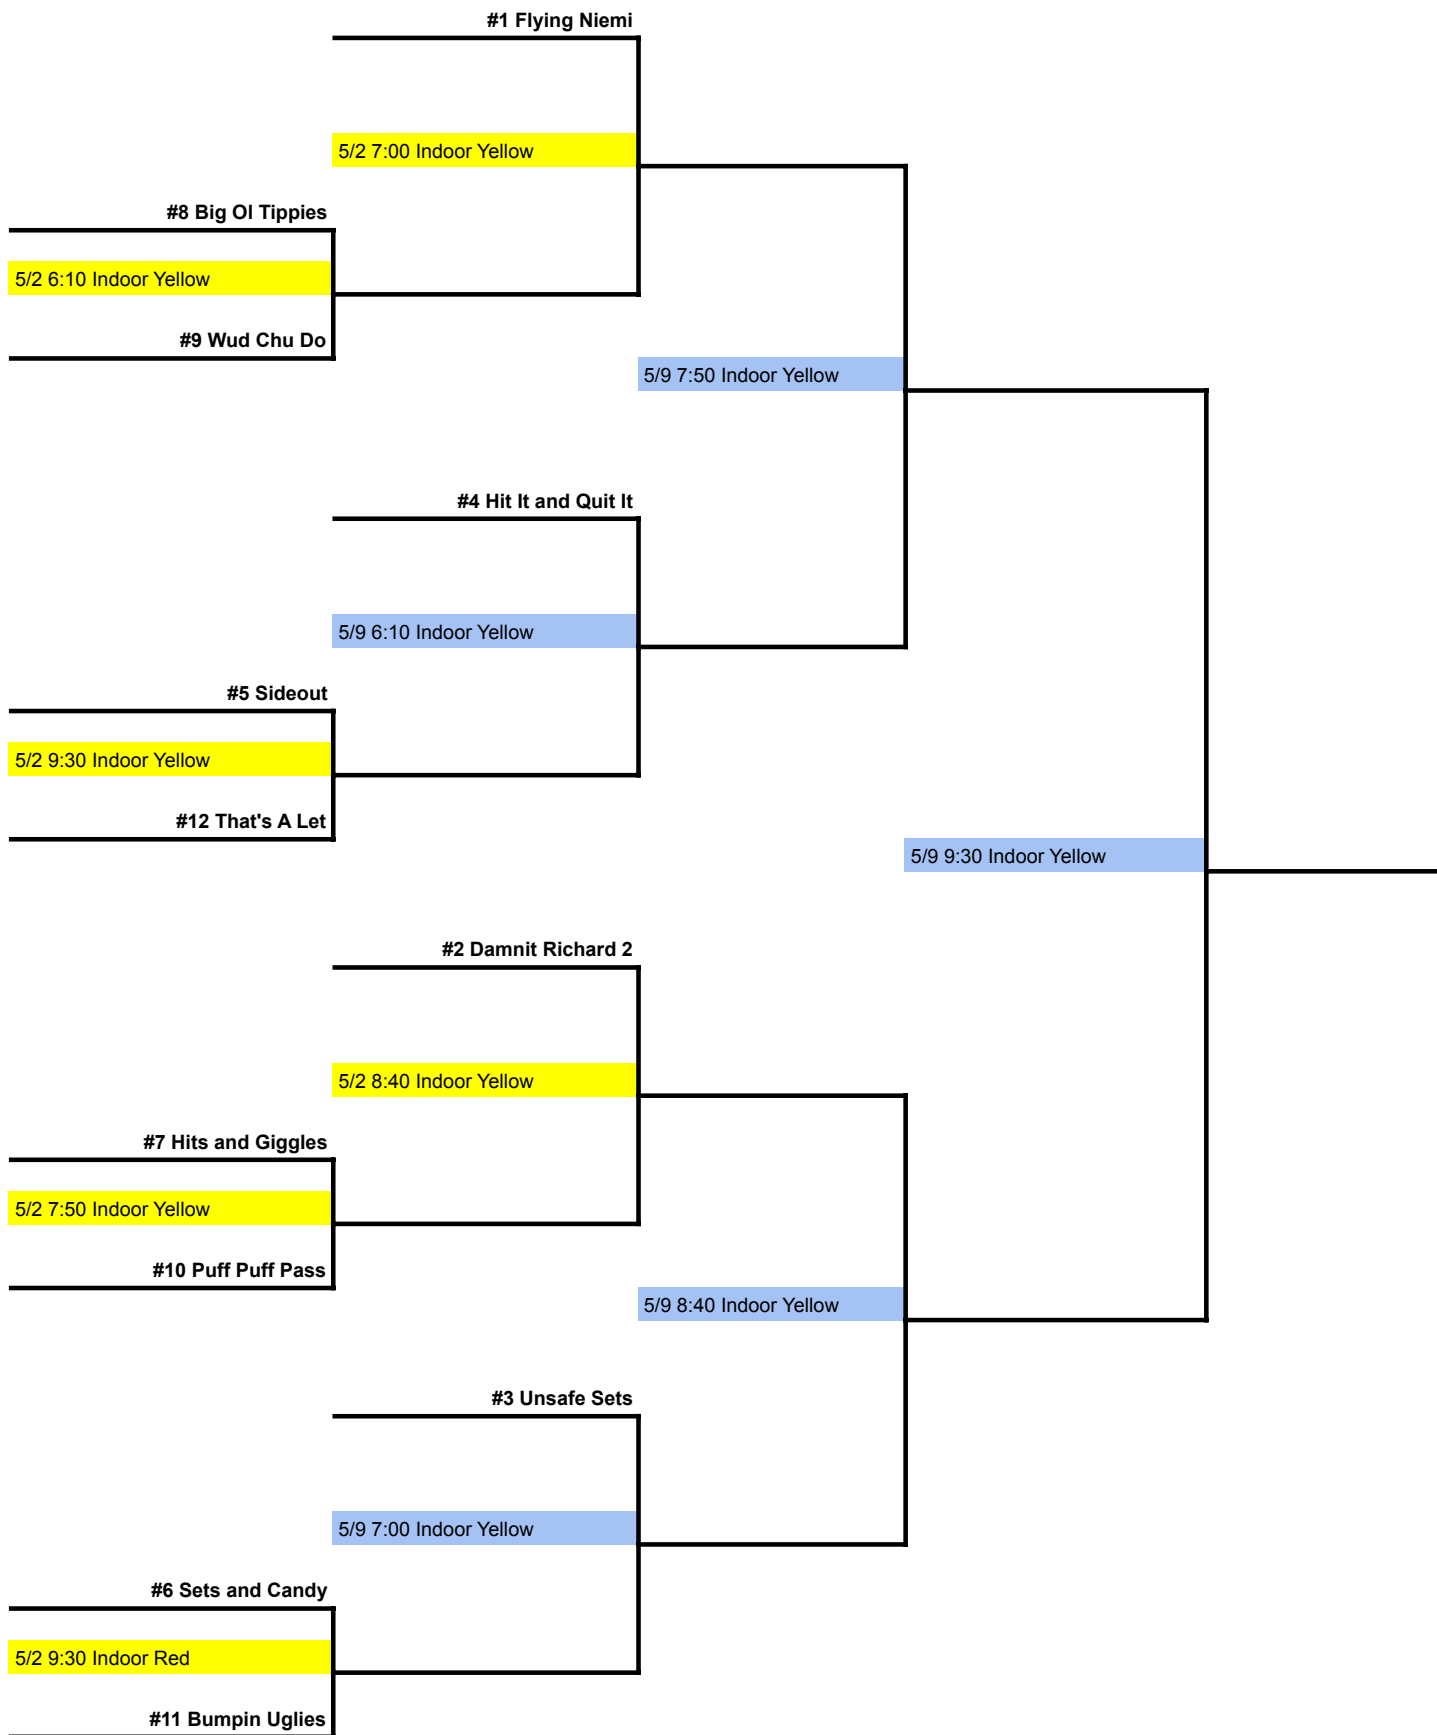 #1 Flying Niemi
5/2 7:00 Indoor Yellow
#8 Big Ol Tippies
5/2 6:10 Indoor Yellow
#9 Wud Chu Do
5/9 7:50 Indoor Yellow
#4 Hit It and Quit It
5/9 6:10 Indoor Yellow
#5 Sideout
5/2 9:30 Indoor Yellow
#12 That's A Let
5/9 9:30 Indoor Yellow
#2 Damnit Richard 2
5/2 8:40 Indoor Yellow
#7 Hits and Giggles
5/2 7:50 Indoor Yellow
#10 Puff Puff Pass
5/9 8:40 Indoor Yellow
#3 Unsafe Sets
5/9 7:00 Indoor Yellow
#6 Sets and Candy
5/2 9:30 Indoor Red
#11 Bumpin Uglies